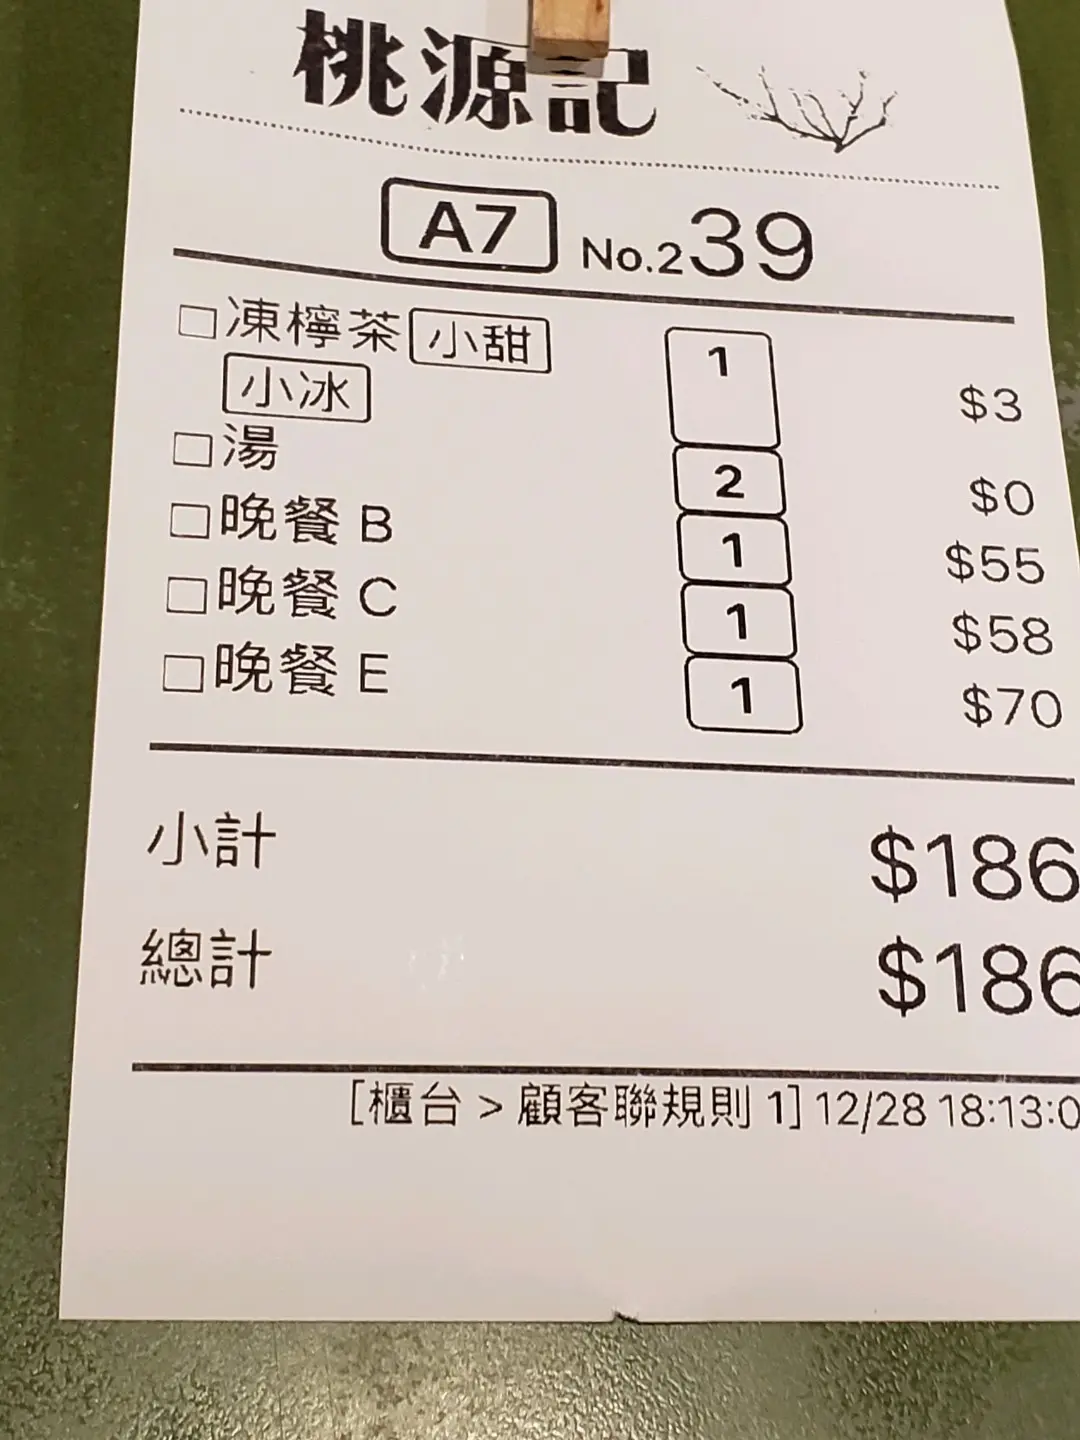 桃源記
A7 No.239
凍檸茶 小甜 1 $3
小冰
湯 2 $0
晚餐 B 1 $55
晚餐 C 1 $58
晚餐 E 1 $70
小計 $186
總計 $186
[櫃台 > 顧客聯規則 1] 12/28 18:13:0